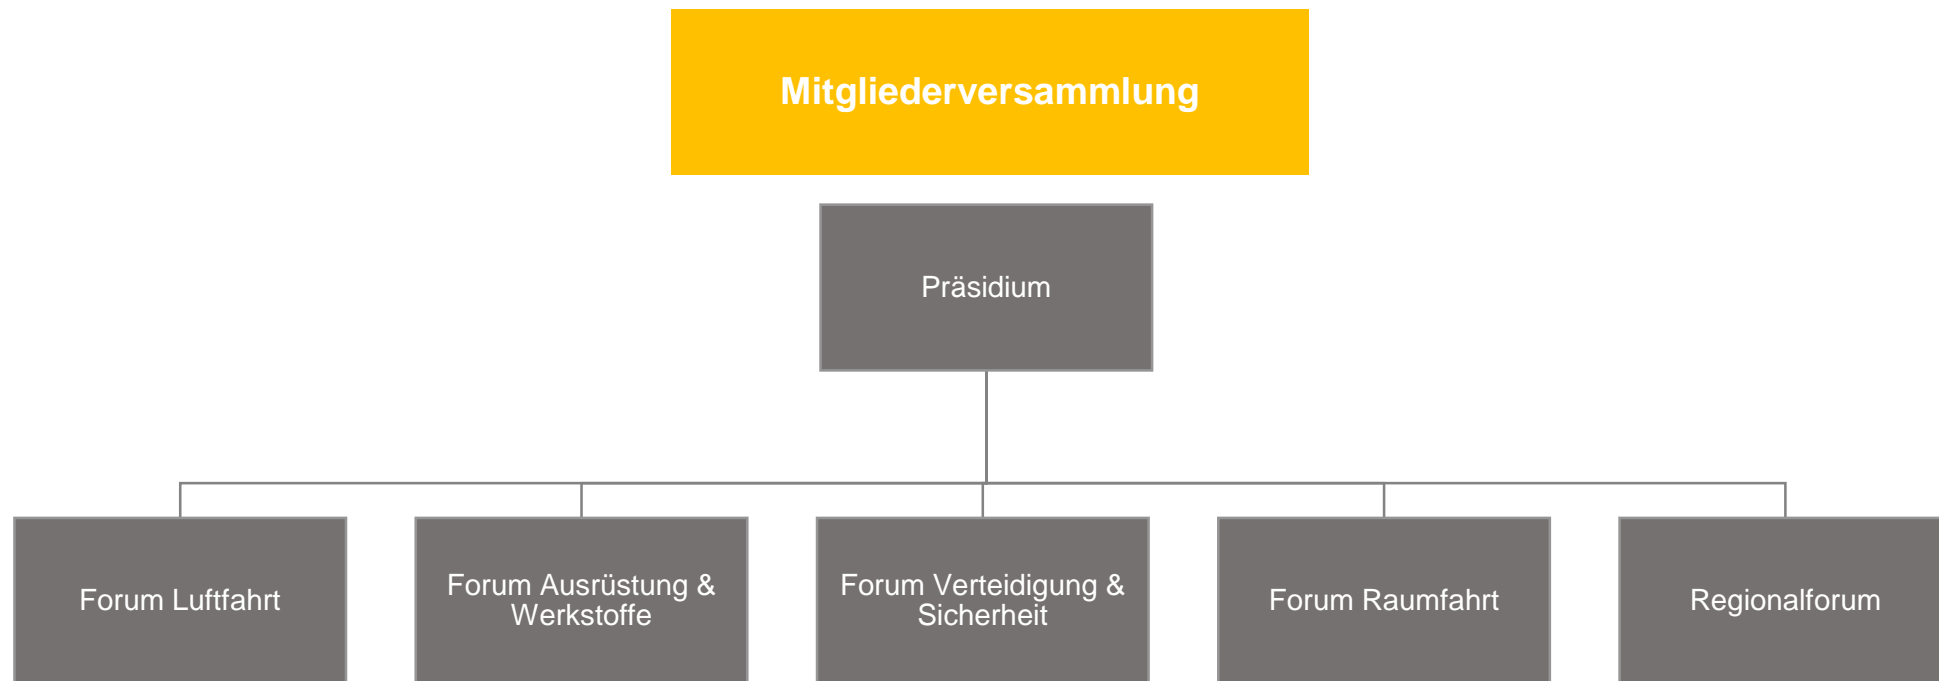 Mitgliederversammlung
Präsidium
Forum Luftfahrt
Forum Ausrüstung &
Werkstoffe
Forum Verteidigung &
Sicherheit
Forum Raumfahrt
Regionalforum